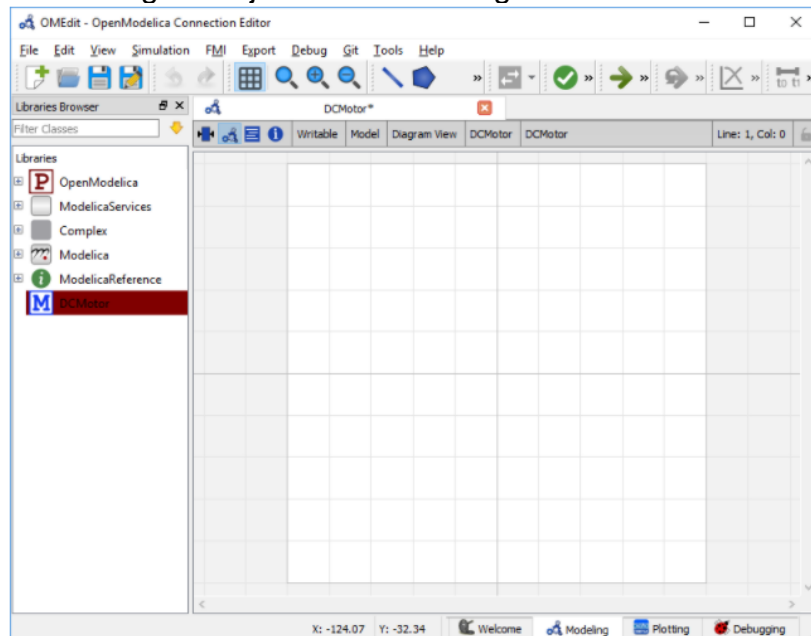 OMEdit - OpenModelica Connection Editor
File Edit View Simulation FMI Export Debug Git Tools Help
» » » » » to ti »
Libraries Browser DCMotor*
Filter Classes Writable Model Diagram View DCMotor DCMotor Line: 1, Col: 0
Libraries
P OpenModelica
ModelicaServices
Complex
Modelica
i ModelicaReference
M DCMotor
X: -124.07 Y: -32.34 Welcome Modeling Plotting Debugging